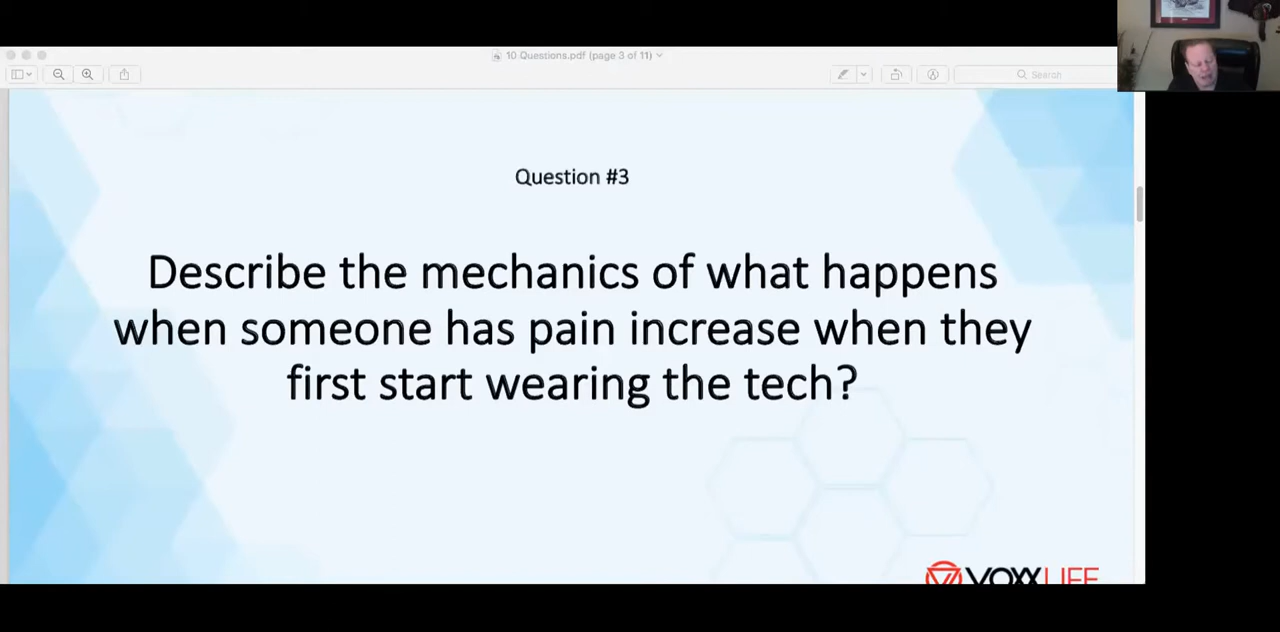 10 Questions.pdf (page 3 of 11)
Search
Question #3
Describe the mechanics of what happens
when someone has pain increase when they
first start wearing the tech?
VOXXLIFE